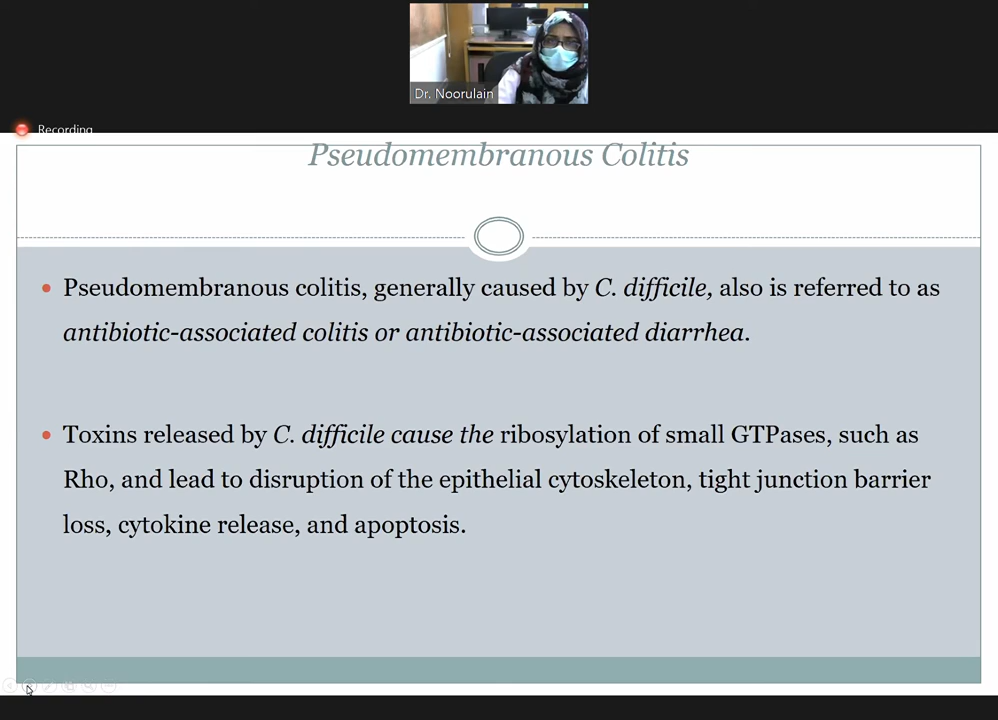 Dr. Noorulain
Recording
Pseudomembranous Colitis
Pseudomembranous colitis, generally caused by C. difficile, also is referred to as
antibiotic-associated colitis or antibiotic-associated diarrhea.
Toxins released by C. difficile cause the ribosylation of small GTPases, such as
Rho, and lead to disruption of the epithelial cytoskeleton, tight junction barrier
loss, cytokine release, and apoptosis.